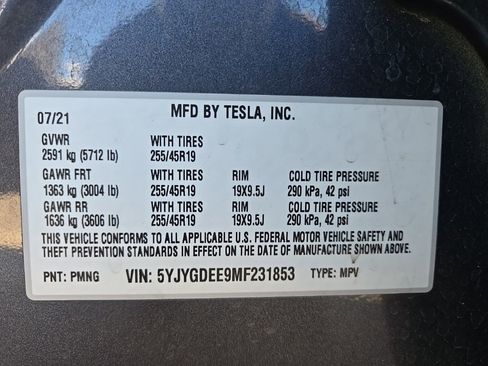 07/21 MFD BY TESLA, INC.
GVWR WITH TIRES
2591 kg (5712 lb) 255/45R19
GAWR FRT WITH TIRES RIM COLD TIRE PRESSURE
1363 kg (3004 lb) 255/45R19 19X9.5J 290 kPa, 42 psi
GAWR RR WITH TIRES RIM COLD TIRE PRESSURE
1636 kg (3606 lb) 255/45R19 19X9.5J 290 kPa, 42 psi
THIS VEHICLE CONFORMS TO ALL APPLICABLE U.S. FEDERAL MOTOR VEHICLE SAFETY AND
THEFT PREVENTION STANDARDS IN EFFECT ON THE DATE OF MANUFACTURE SHOWN ABOVE.
PNT: PMNG VIN: 5YJYGDEE9MF231853 TYPE: MPV